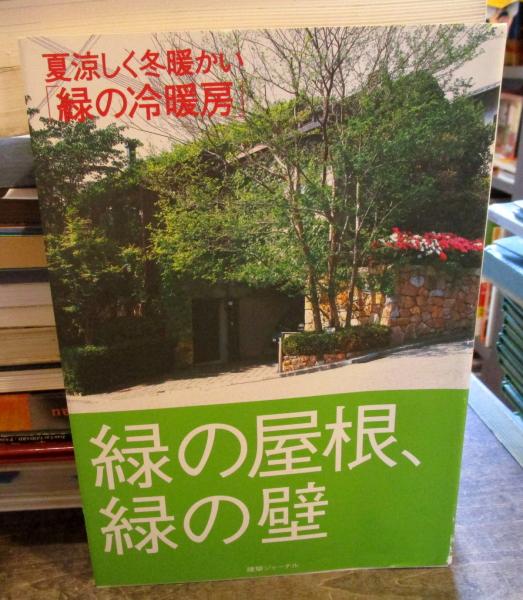 夏涼しく冬暖かい
「緑の冷暖房」
緑の屋根、
緑の壁
建築ジャーナル